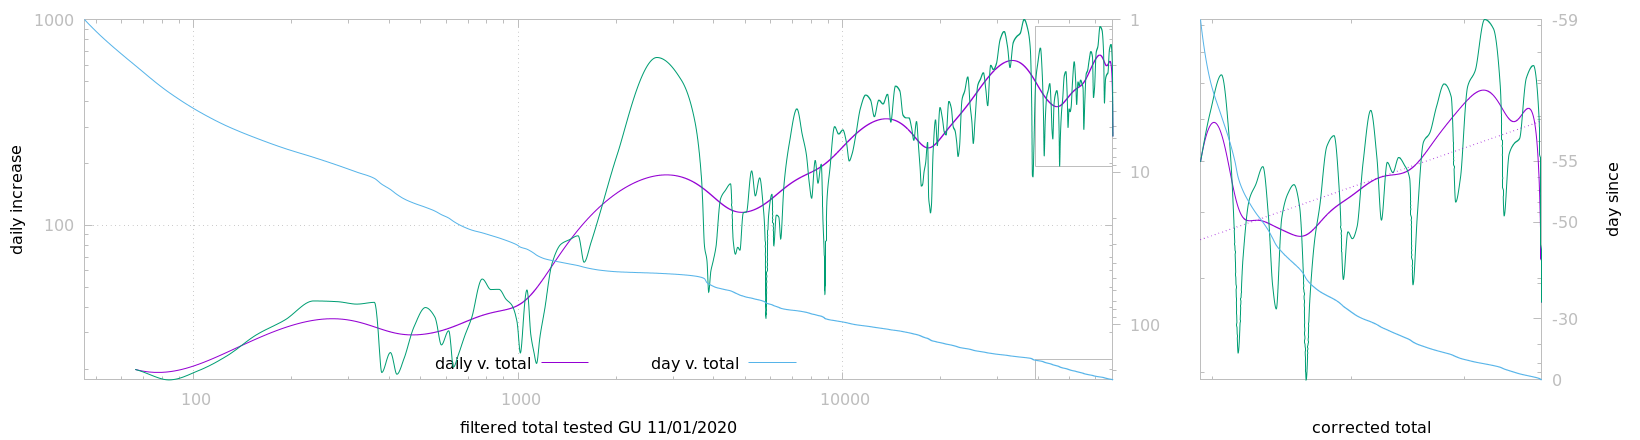 1000
100
daily increase
daily v. total
day v. total
1
10
100
100
1000
10000
filtered total tested GU 11/01/2020
-59
-55
-50
-30
0
day since
corrected total